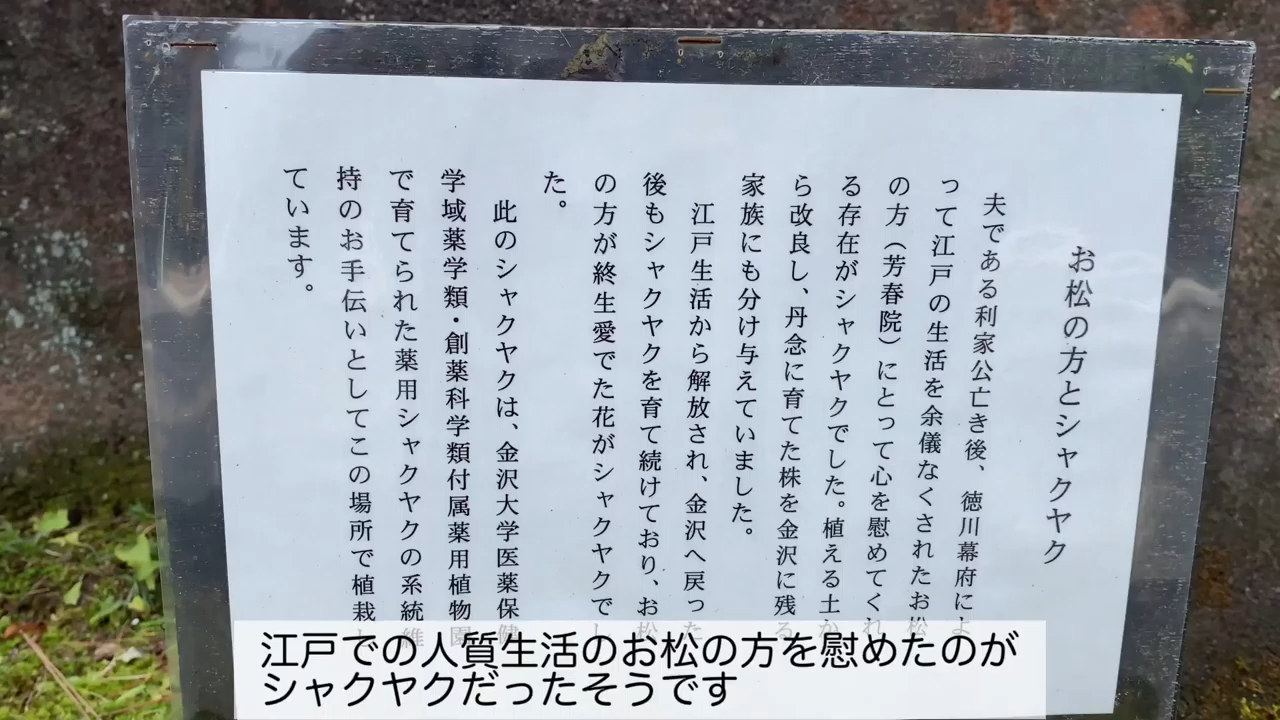 お松の方とシャクヤク
夫である利家公亡き後、徳川幕府によ
って江戸の生活を余儀なくされたお松
の方（芳春院）にとって心を慰めてくれ
る存在がシャクヤクでした。植える土か
ら改良し、丹念に育てた株を金沢に残る
家族にも分け与えていました。
江戸生活から解放され、金沢へ戻った
後もシャクヤクを育て続けており、お松
の方が終生愛でた花がシャクヤクでし
た。
此のシャクヤクは、金沢大学医薬保健
学域薬学類・創薬科学類付属薬用植物園
で育てられた薬用シャクヤクの系統維
持のお手伝いとしてこの場所で植栽し
ています。
江戸での人質生活のお松の方を慰めたのが
シャクヤクだったそうです